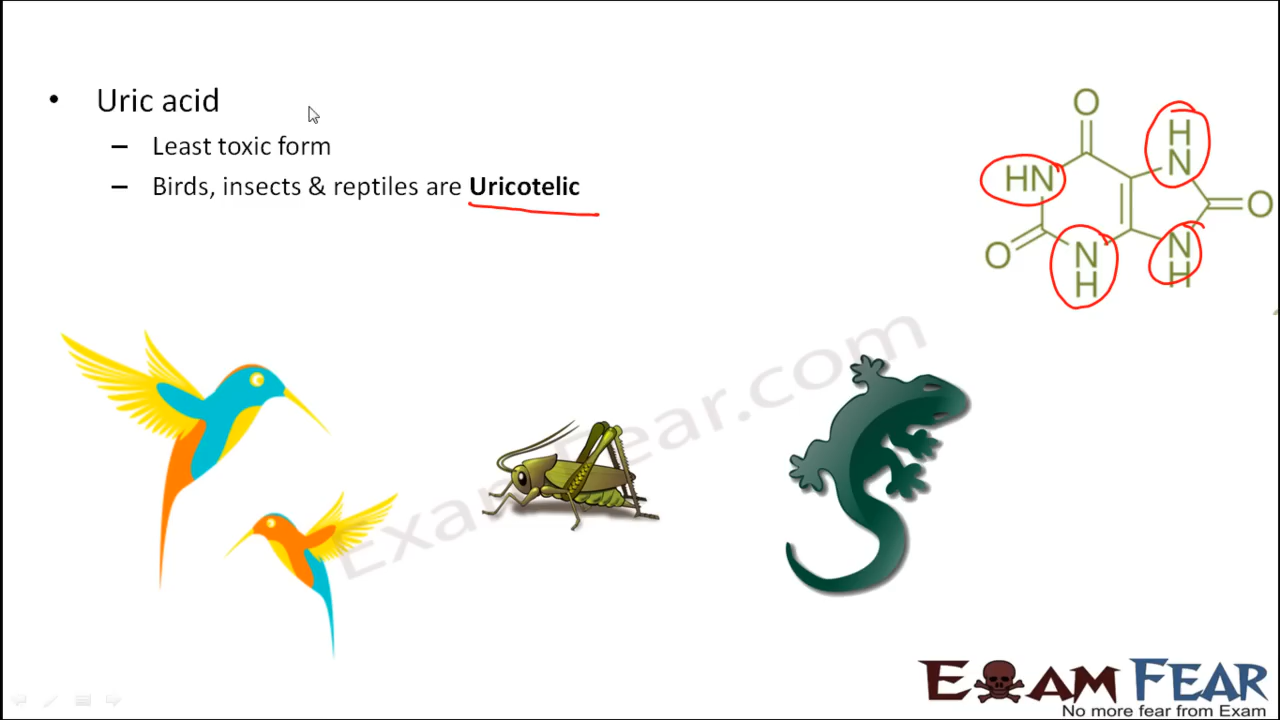 • Uric acid
– Least toxic form
– Birds, insects & reptiles are Uricotelic
O
H
N
HN
O
O
N
H
N
H
ExamFear.com
EXAM FEAR
No more fear from Exam